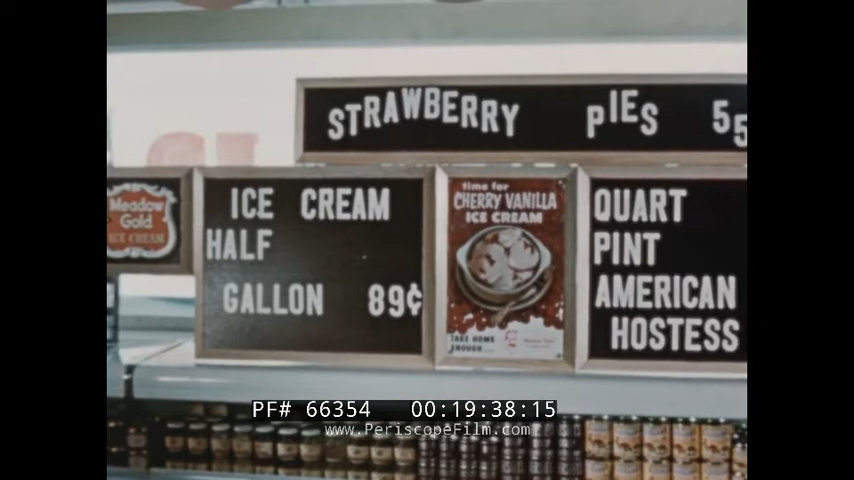 STRAWBERRY PIES 55
Meadow
Gold
ICE CREAM
ICE CREAM
HALF
GALLON 89¢
time for
CHERRY VANILLA
ICE CREAM
TAKE HOME
ENOUGH...
QUART
PINT
AMERICAN
HOSTESS
PF# 66354 00:19:38:15
www.PeriscopeFilm.com